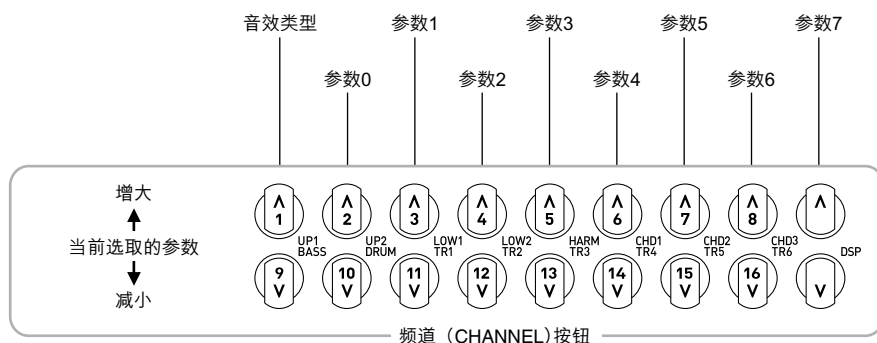 音效类型 参数1 参数3 参数5 参数7
参数0 参数2 参数4 参数6
增大
当前选取的参数
减小
1 2 3 4 5 6 7 8
UP1 UP2 LOW1 LOW2 HARM CHD1 CHD2 CHD3 DSP
BASS DRUM TR1 TR2 TR3 TR4 TR5 TR6
9 10 11 12 13 14 15 16
频道（CHANNEL)按钮